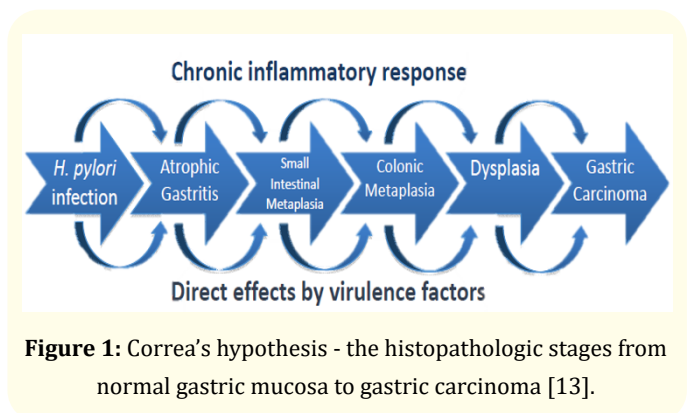 Chronic inflammatory response
H. pylori
infection
Atrophic
Gastritis
Small
Intestinal
Metaplasia
Colonic
Metaplasia
Dysplasia
Gastric
Carcinoma
Direct effects by virulence factors
Figure 1: Correa’s hypothesis - the histopathologic stages from
normal gastric mucosa to gastric carcinoma [13].